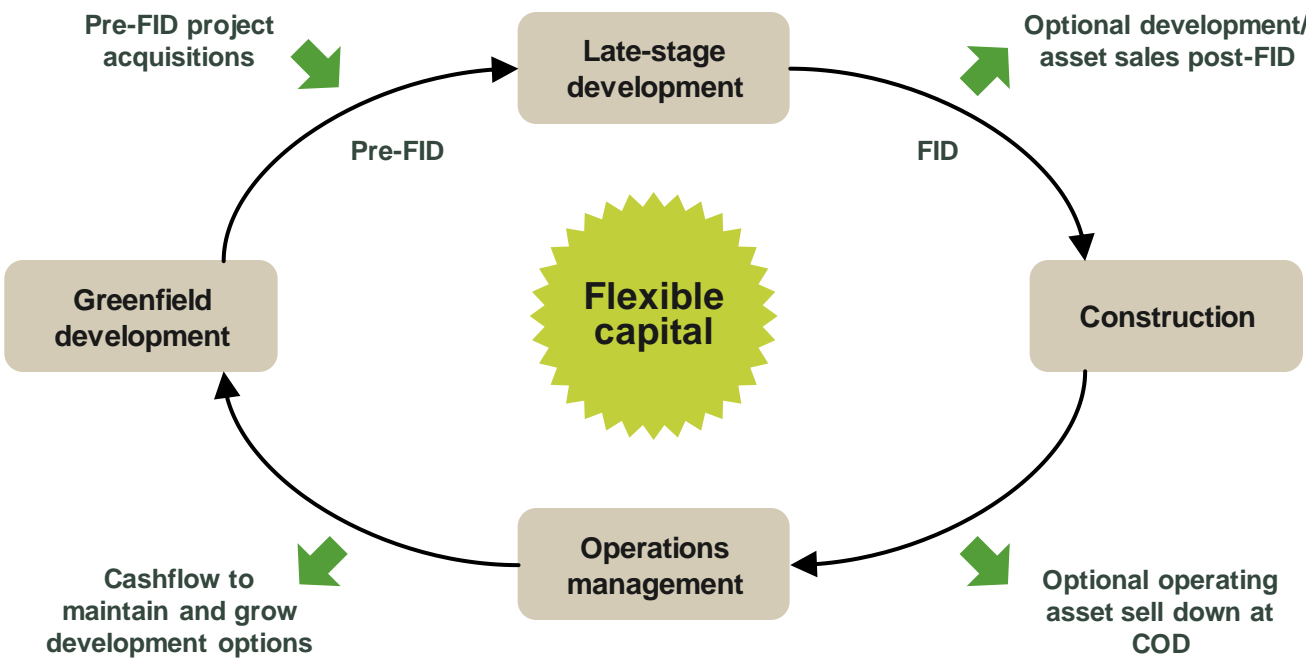 Pre-FID project
acquisitions
Late-stage
development
Optional development/
asset sales post-FID
Pre-FID
FID
Greenfield
development
Flexible
capital
Construction
Operations
management
Cashflow to
maintain and grow
development options
Optional operating
asset sell down at
COD